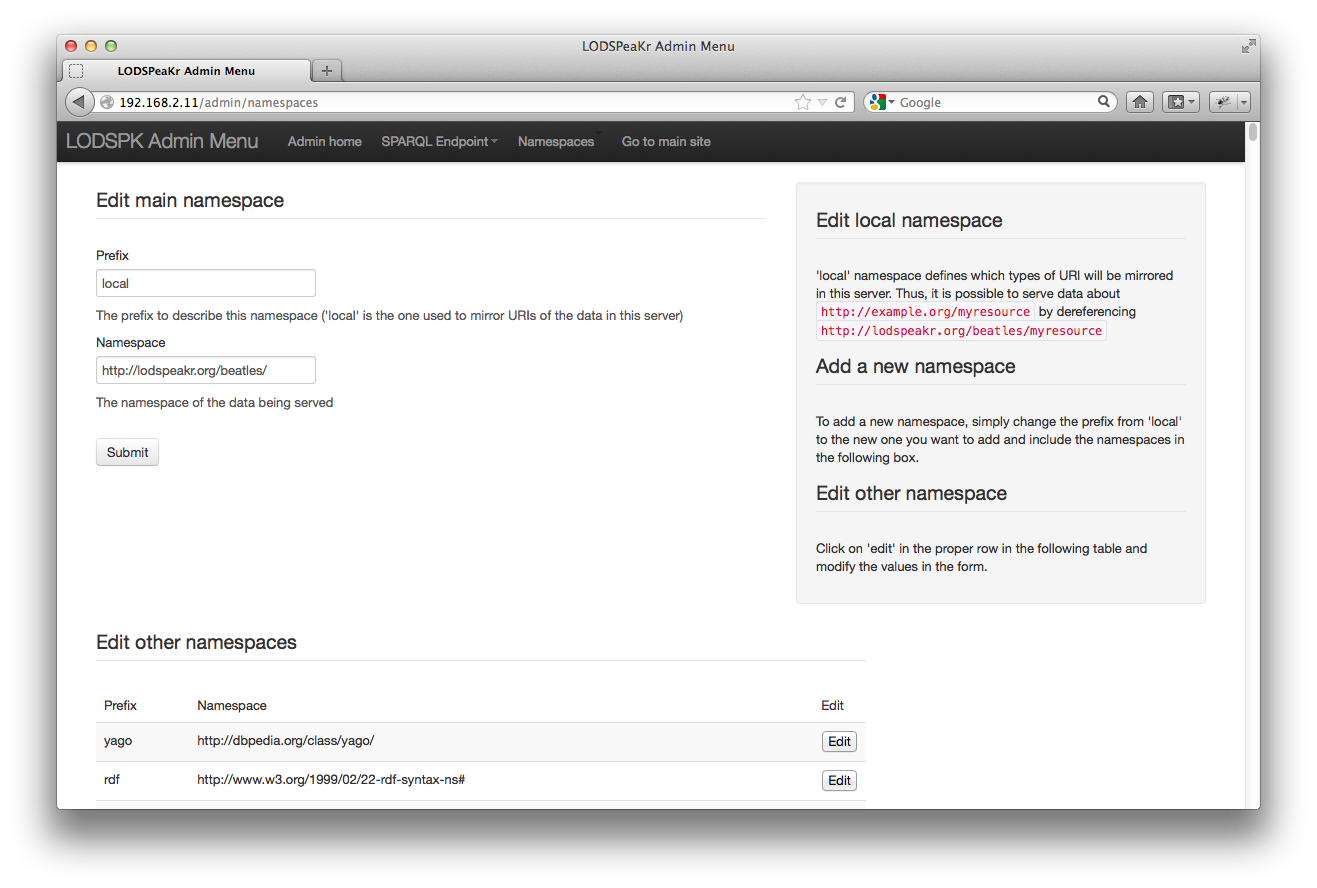 LODSPeaKr Admin Menu
LODSPeaKr Admin Menu
192.168.2.11/admin/namespaces
Google
LODSPK Admin Menu Admin home SPARQL Endpoint Namespaces Go to main site
Edit main namespace
Prefix
local
The prefix to describe this namespace ('local' is the one used to mirror URIs of the data in this server)
Namespace
http://lodspeakr.org/beatles/
The namespace of the data being served
Submit
Edit local namespace
'local' namespace defines which types of URI will be mirrored
in this server. Thus, it is possible to serve data about
http://example.org/myresource by dereferencing
http://lodspeakr.org/beatles/myresource
Add a new namespace
To add a new namespace, simply change the prefix from 'local'
to the new one you want to add and include the namespaces in
the following box.
Edit other namespace
Click on 'edit' in the proper row in the following table and
modify the values in the form.
Edit other namespaces
Prefix Namespace Edit
yago http://dbpedia.org/class/yago/ Edit
rdf http://www.w3.org/1999/02/22-rdf-syntax-ns# Edit